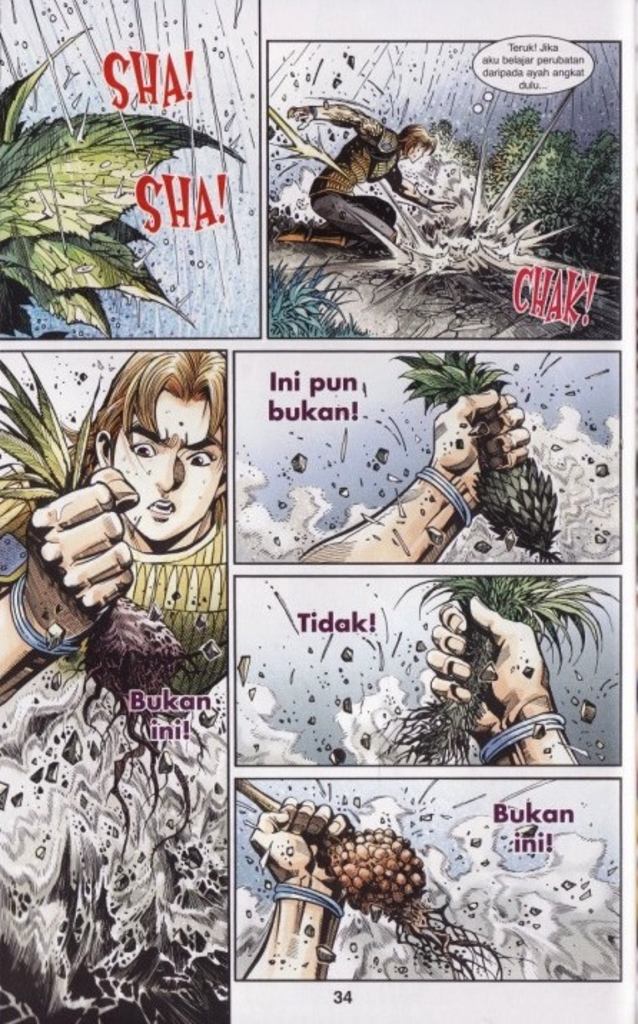 SHA!
SHA!
Teruk! Jika
aku belajar perubatan
daripada ayah angkat
dulu...
CHAK!
Bukan
ini!
Ini pun
bukan!
Tidak!
Bukan
ini!
34